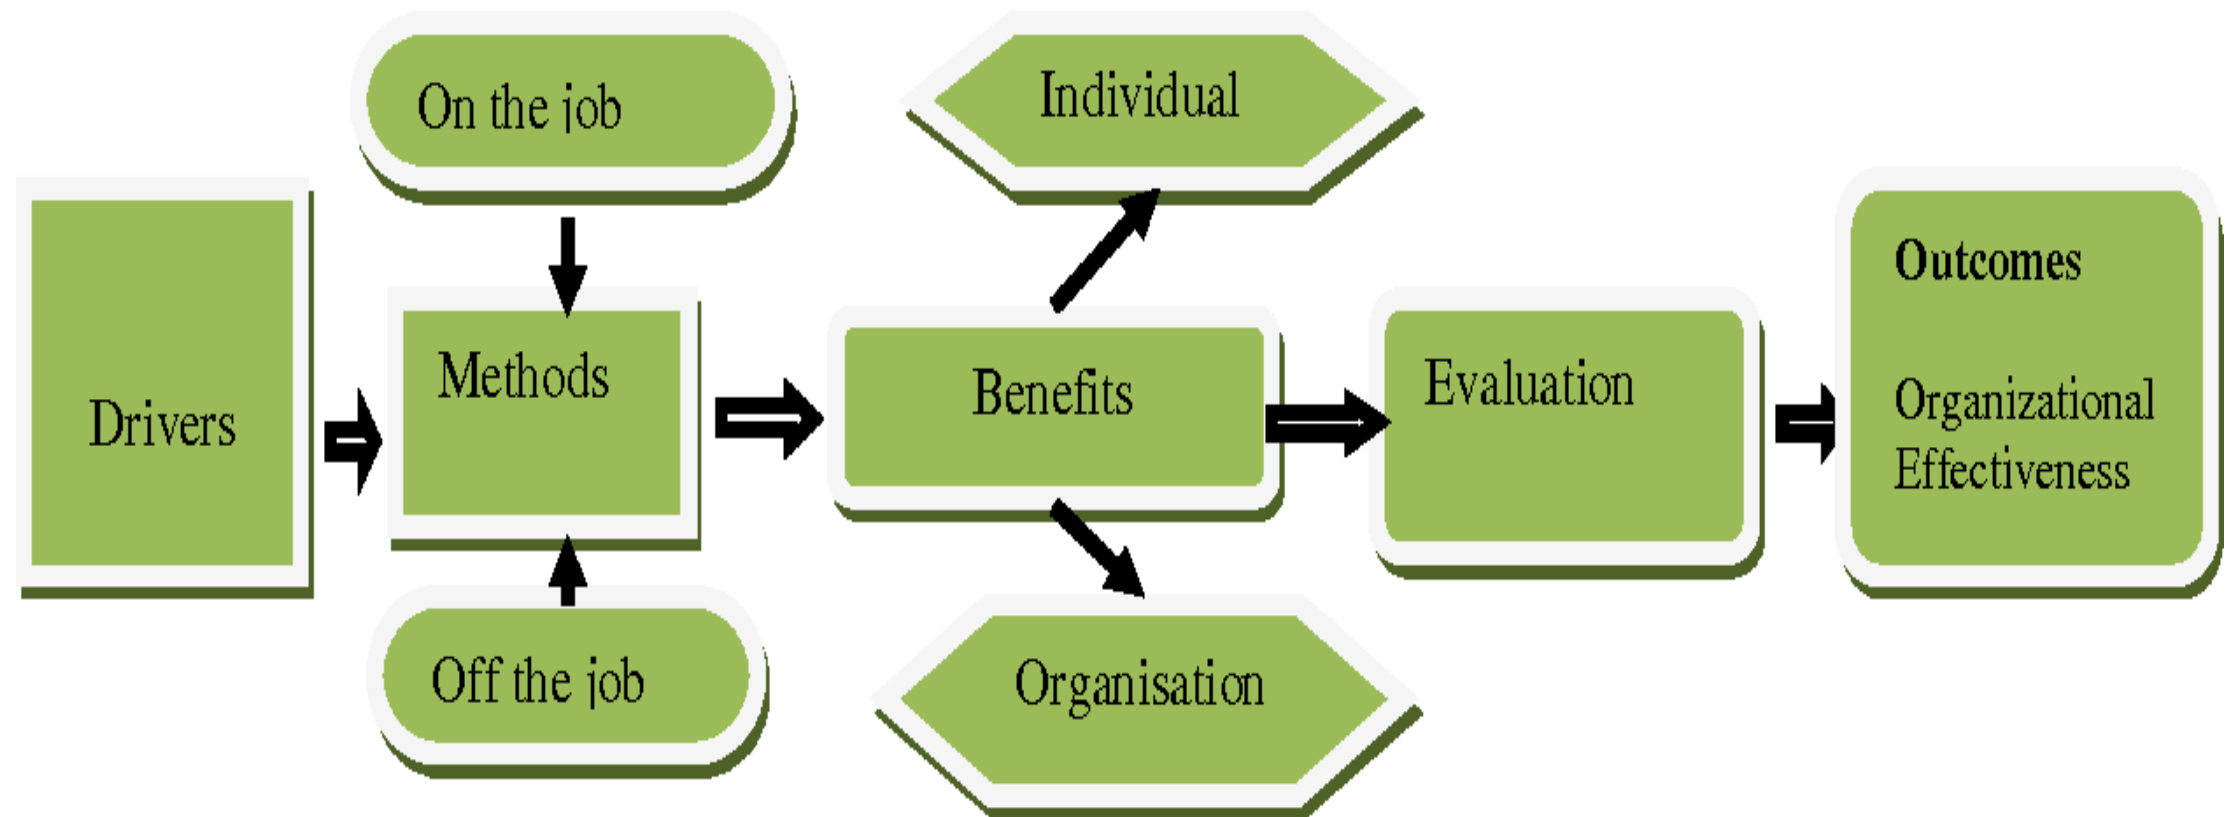 On the job
Individual
Drivers
Methods
Benefits
Evaluation
Outcomes
Organizational
Effectiveness
Off the job
Organisation